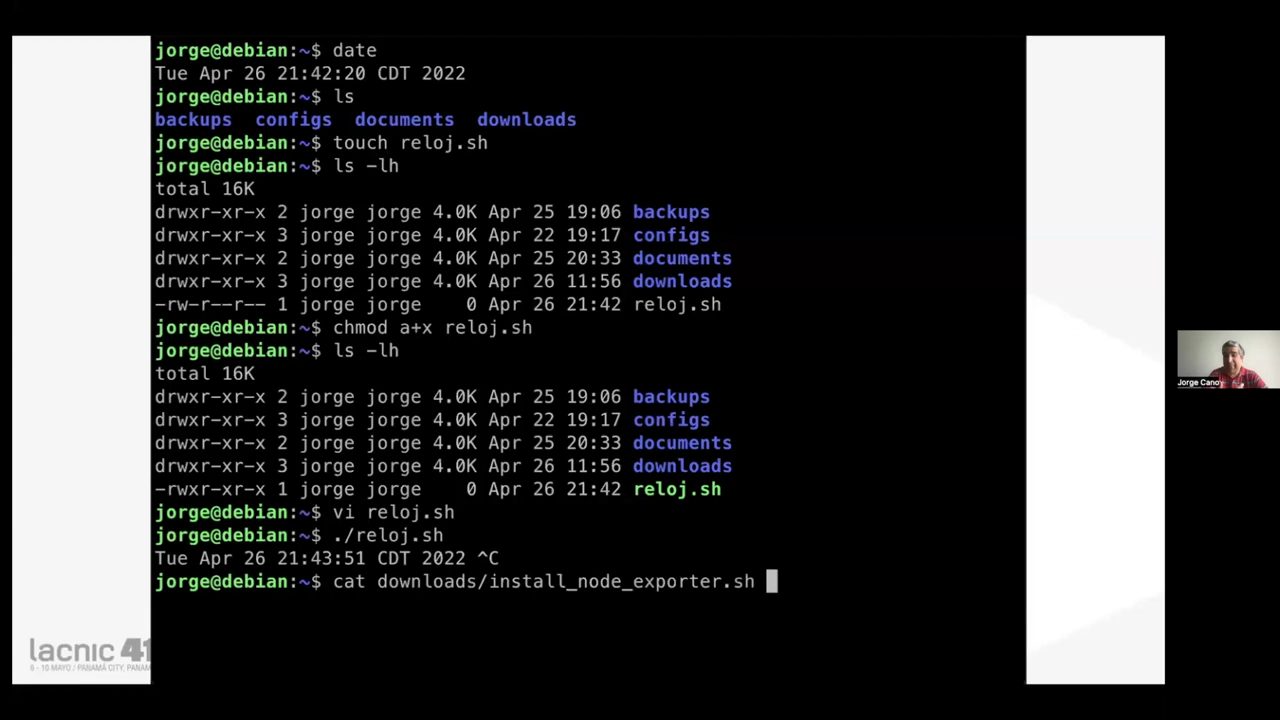 jorge@debian:~$ date
Tue Apr 26 21:42:20 CDT 2022
jorge@debian:~$ ls
backups  configs  documents  downloads
jorge@debian:~$ touch reloj.sh
jorge@debian:~$ ls -lh
total 16K
drwxr-xr-x 2 jorge jorge 4.0K Apr 25 19:06 backups
drwxr-xr-x 3 jorge jorge 4.0K Apr 22 19:17 configs
drwxr-xr-x 2 jorge jorge 4.0K Apr 25 20:33 documents
drwxr-xr-x 3 jorge jorge 4.0K Apr 26 11:56 downloads
-rw-r--r-- 1 jorge jorge    0 Apr 26 21:42 reloj.sh
jorge@debian:~$ chmod a+x reloj.sh
jorge@debian:~$ ls -lh
total 16K
drwxr-xr-x 2 jorge jorge 4.0K Apr 25 19:06 backups
drwxr-xr-x 3 jorge jorge 4.0K Apr 22 19:17 configs
drwxr-xr-x 2 jorge jorge 4.0K Apr 25 20:33 documents
drwxr-xr-x 3 jorge jorge 4.0K Apr 26 11:56 downloads
-rwxr-xr-x 1 jorge jorge    0 Apr 26 21:42 reloj.sh
jorge@debian:~$ vi reloj.sh
jorge@debian:~$ ./reloj.sh
Tue Apr 26 21:43:51 CDT 2022 ^C
jorge@debian:~$ cat downloads/install_node_exporter.sh
Jorge Cano
lacnic 41
6 - 10 MAYO / PANAMÁ CITY, PANAM